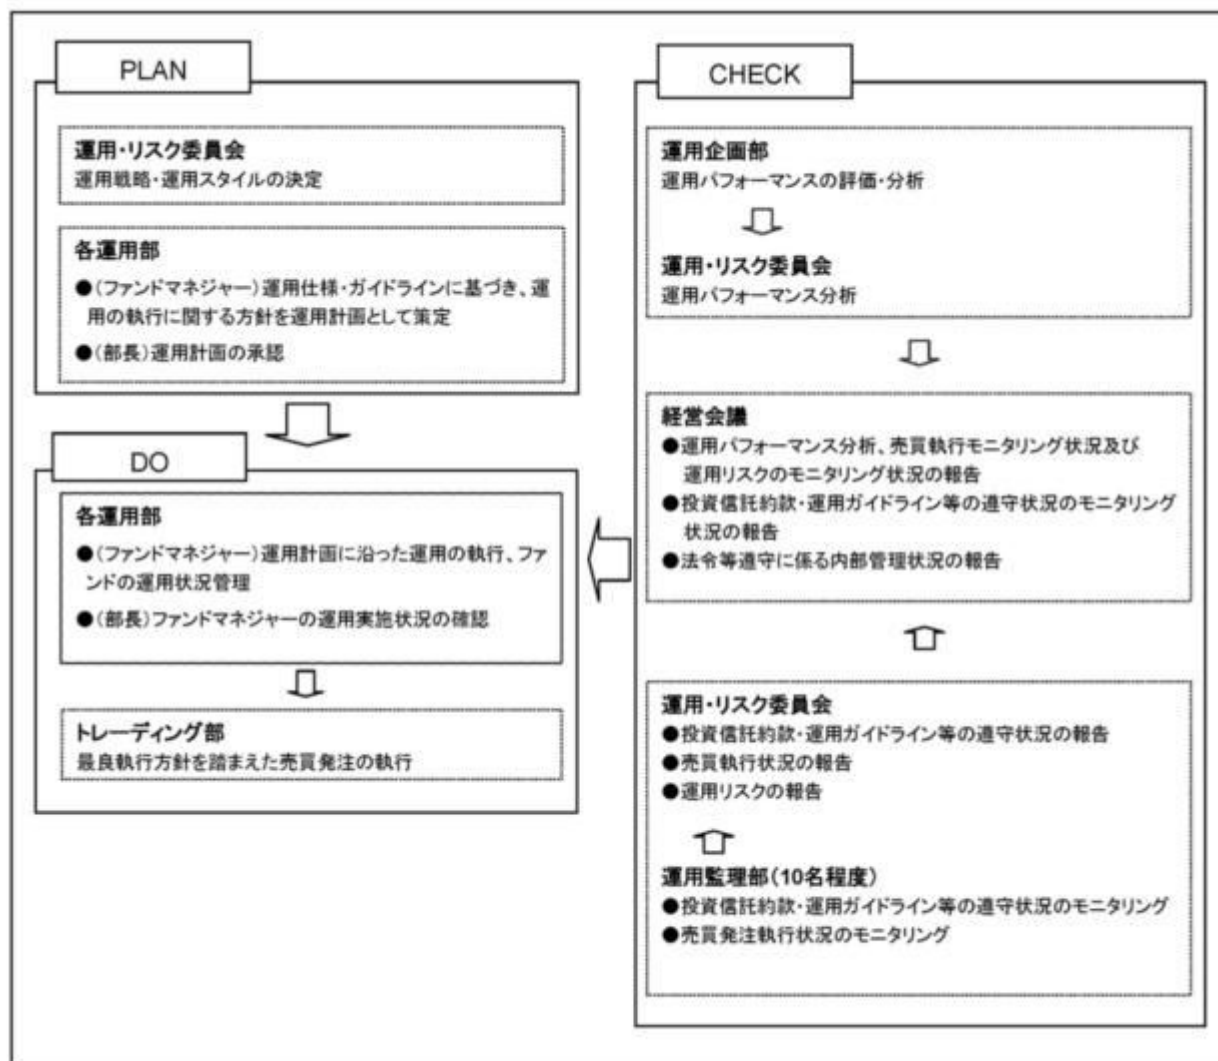 PLAN
運用・リスク委員会
運用戦略・運用スタイルの決定
各運用部
●(ファンドマネジャー)運用仕様・ガイドラインに基づき、運
用の執行に関する方針を運用計画として策定
●(部長)運用計画の承認
DO
各運用部
●(ファンドマネジャー)運用計画に沿った運用の執行、ファ
ンドの運用状況管理
●(部長)ファンドマネジャーの運用実施状況の確認
トレーディング部
最良執行方針を踏まえた売買発注の執行
CHECK
運用企画部
運用パフォーマンスの評価・分析
運用・リスク委員会
運用パフォーマンス分析
経営会議
●運用パフォーマンス分析、売買執行モニタリング状況及び
運用リスクのモニタリング状況の報告
●投資信託約款・運用ガイドライン等の遵守状況のモニタリング
状況の報告
●法令等遵守に係る内部管理状況の報告
運用・リスク委員会
●投資信託約款・運用ガイドライン等の遵守状況の報告
●売買執行状況の報告
●運用リスクの報告
運用監理部(10名程度)
●投資信託約款・運用ガイドライン等の遵守状況のモニタリング
●売買発注執行状況のモニタリング